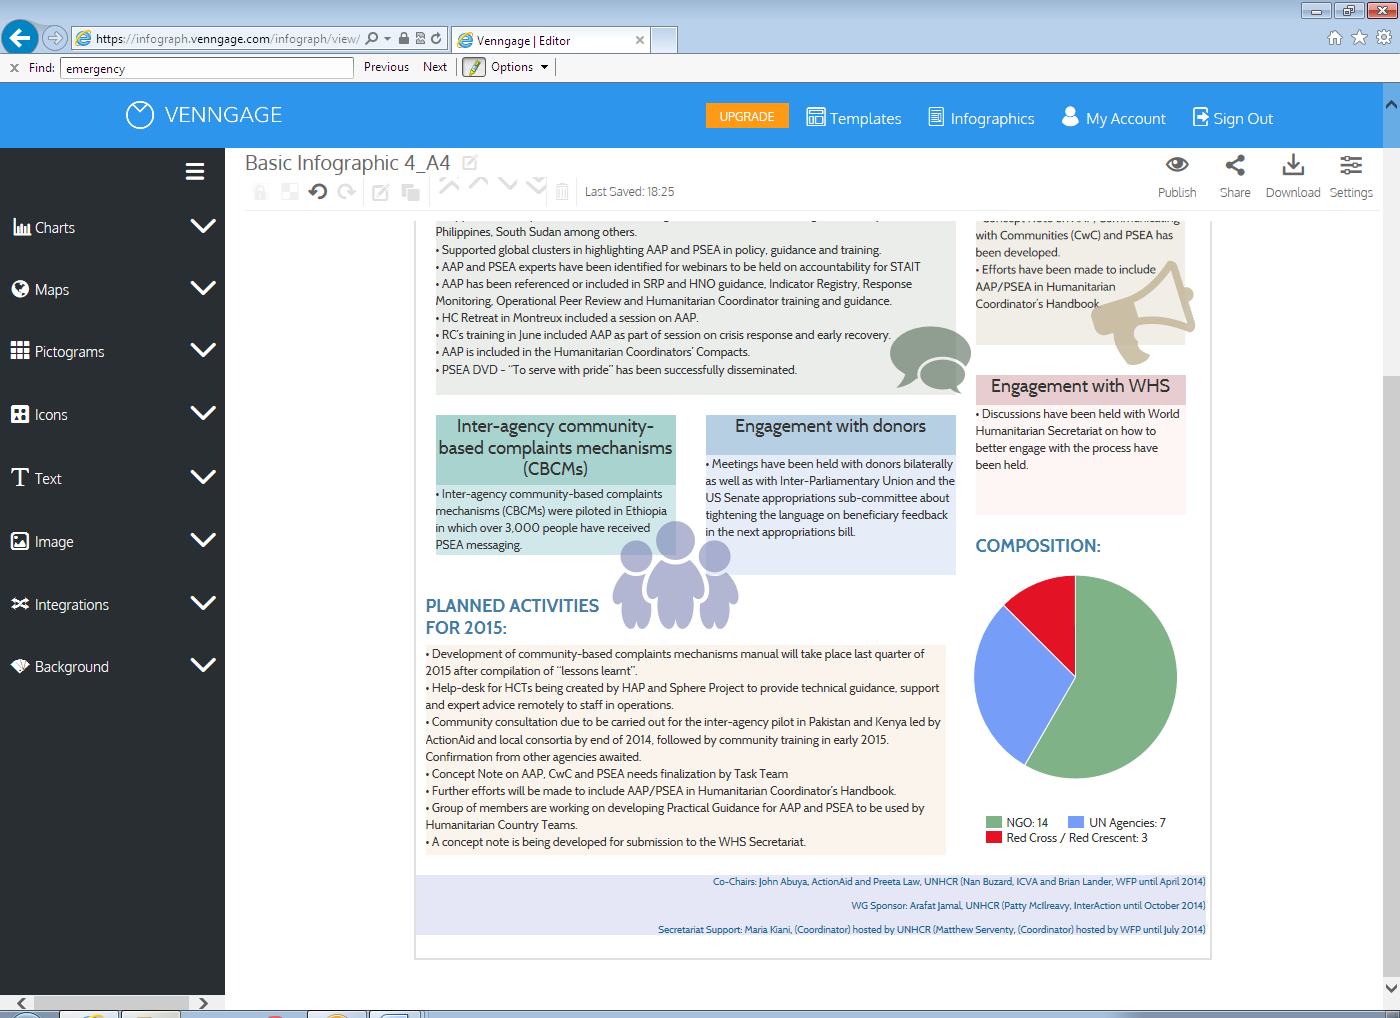 https://infograph.venngage.com/infograph/view/
Venngage | Editor
Find: emergency Previous Next Options
VENNGAGE
UPGRADE Templates Infographics My Account Sign Out
Basic Infographic 4_A4
Last Saved: 18:25
Publish Share Download Settings
Charts
Maps
Pictograms
Icons
Text
Image
Integrations
Background
Philippines, South Sudan among others.
• Supported global clusters in highlighting AAP and PSEA in policy, guidance and training.
• AAP and PSEA experts have been identified for webinars to be held on accountability for STAIT
• AAP has been referenced or included in SRP and HNO guidance, Indicator Registry, Response
Monitoring, Operational Peer Review and Humanitarian Coordinator training and guidance.
• HC Retreat in Montreux included a session on AAP.
• RC's training in June included AAP as part of session on crisis response and early recovery.
• AAP is included in the Humanitarian Coordinators' Compacts.
• PSEA DVD - "To serve with pride" has been successfully disseminated.
• Concept Note on AAP, Communicating
with Communities (CwC) and PSEA has
been developed.
• Efforts have been made to include
AAP/PSEA in Humanitarian
Coordinator's Handbook.
Inter-agency community-
based complaints mechanisms
(CBCMs)
• Inter-agency community-based complaints
mechanisms (CBCMs) were piloted in Ethiopia
in which over 3,000 people have received
PSEA messaging.
Engagement with donors
• Meetings have been held with donors bilaterally
as well as with Inter-Parliamentary Union and the
US Senate appropriations sub-committee about
tightening the language on beneficiary feedback
in the next appropriations bill.
Engagement with WHS
• Discussions have been held with World
Humanitarian Secretariat on how to
better engage with the process have
been held.
PLANNED ACTIVITIES
FOR 2015:
• Development of community-based complaints mechanisms manual will take place last quarter of
2015 after compilation of "lessons learnt".
• Help-desk for HCTs being created by HAP and Sphere Project to provide technical guidance, support
and expert advice remotely to staff in operations.
• Community consultation due to be carried out for the inter-agency pilot in Pakistan and Kenya led by
ActionAid and local consortia by end of 2014, followed by community training in early 2015.
Confirmation from other agencies awaited.
• Concept Note on AAP, CwC and PSEA needs finalization by Task Team
• Further efforts will be made to include AAP/PSEA in Humanitarian Coordinator's Handbook.
• Group of members are working on developing Practical Guidance for AAP and PSEA to be used by
Humanitarian Country Teams.
• A concept note is being developed for submission to the WHS Secretariat.
COMPOSITION:
NGO: 14 UN Agencies: 7
Red Cross / Red Crescent: 3
Co-Chairs: John Abuya, ActionAid and Preeta Law, UNHCR (Nan Buzard, ICVA and Brian Lander, WFP until April 2014)
WG Sponsor: Arafat Jamal, UNHCR (Patty McIlreavy, InterAction until October 2014)
Secretariat Support: Maria Kiani, (Coordinator) hosted by UNHCR (Matthew Serventy, (Coordinator) hosted by WFP until July 2014)